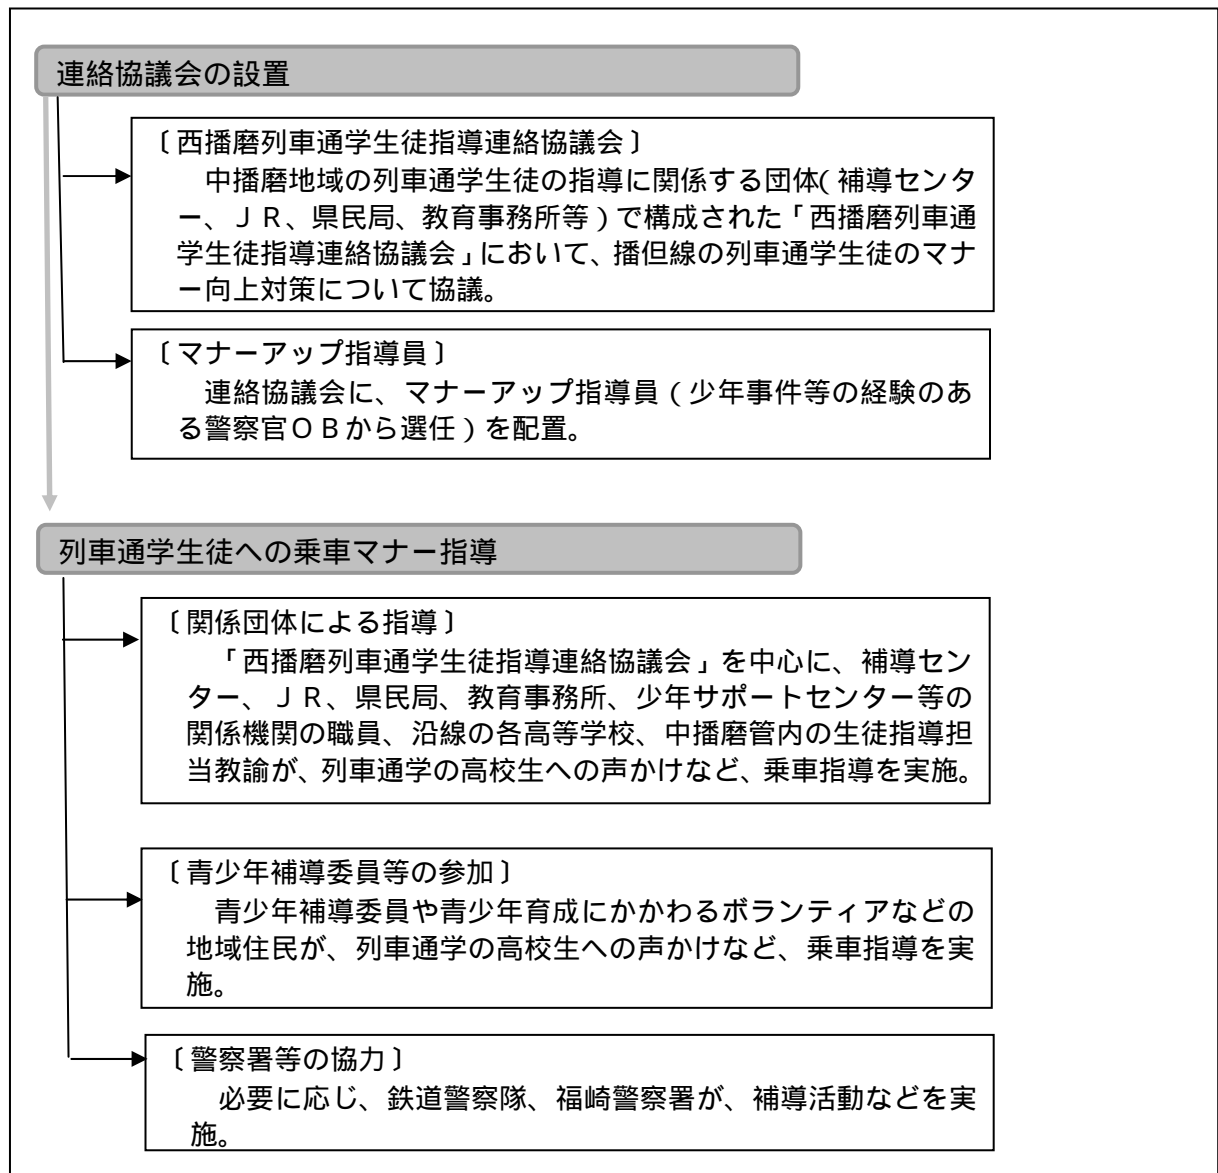 連絡協議会の設置
〔西播磨列車通学生徒指導連絡協議会〕
中播磨地域の列車通学生徒の指導に関係する団体(補導センタ
ー、ＪＲ、県民局、教育事務所等)で構成された「西播磨列車通
学生徒指導連絡協議会」において、播但線の列車通学生徒のマナ
ー向上対策について協議。
〔マナーアップ指導員〕
連絡協議会に、マナーアップ指導員(少年事件等の経験のあ
る警察官ＯＢから選任)を配置。
列車通学生徒への乗車マナー指導
〔関係団体による指導〕
「西播磨列車通学生徒指導連絡協議会」を中心に、補導セン
ター、ＪＲ、県民局、教育事務所、少年サポートセンター等の
関係機関の職員、沿線の各高等学校、中播磨管内の生徒指導担
当教諭が、列車通学の高校生への声かけなど、乗車指導を実施。
〔青少年補導委員等の参加〕
青少年補導委員や青少年育成にかかわるボランティアなどの
地域住民が、列車通学の高校生への声かけなど、乗車指導を実
施。
〔警察署等の協力〕
必要に応じ、鉄道警察隊、福崎警察署が、補導活動などを実
施。